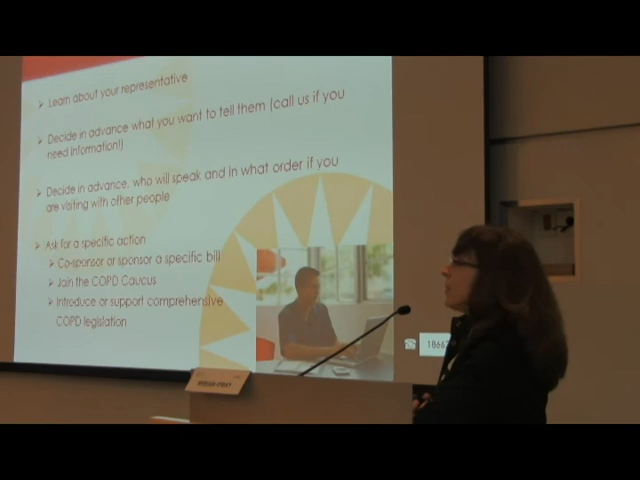 ➢ Learn about your representative
➢ Decide in advance what you want to tell them (call us if you
need information!)
➢ Decide in advance, who will speak and in what order if you
are visiting with other people
➢ Ask for a specific action
➢ Co-sponsor or sponsor a specific bill
➢ Join the COPD Caucus
➢ Introduce or support comprehensive
COPD legislation